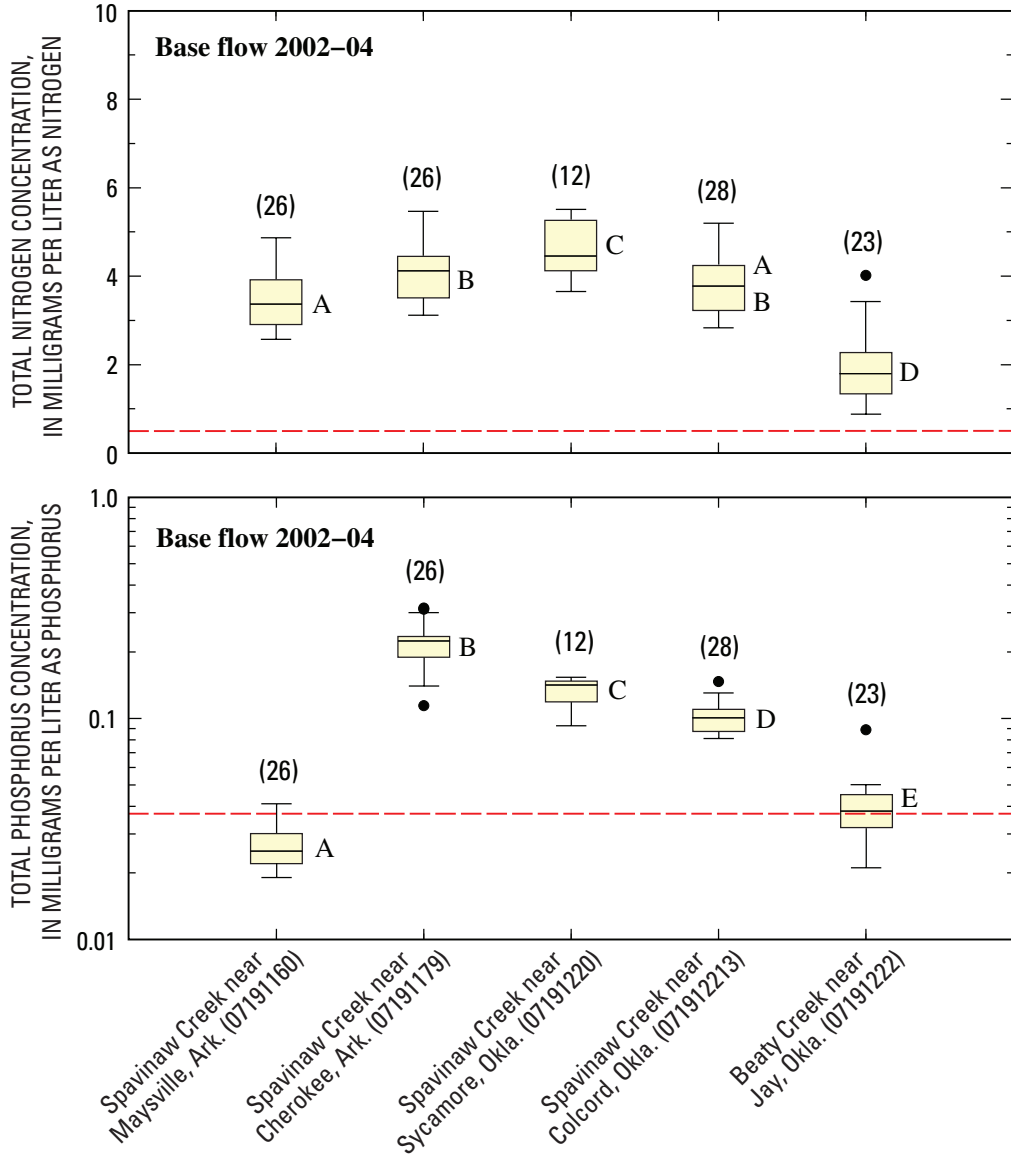 TOTAL NITROGEN CONCENTRATION,
IN MILLIGRAMS PER LITER AS NITROGEN
10
8
6
4
2
0
Base flow 2002–04
(26)
A
(26)
B
(12)
C
(28)
A
B
(23)
D
TOTAL PHOSPHORUS CONCENTRATION,
IN MILLIGRAMS PER LITER AS PHOSPHORUS
1.0
0.1
0.01
Base flow 2002–04
(26)
A
(26)
B
(12)
C
(28)
D
(23)
E
Spavinaw Creek near
Maysville, Ark. (07191160)
Spavinaw Creek near
Cherokee, Ark. (07191179)
Spavinaw Creek near
Sycamore, Okla. (07191220)
Spavinaw Creek near
Colcord, Okla. (071912213)
Beaty Creek near
Jay, Okla. (07191222)